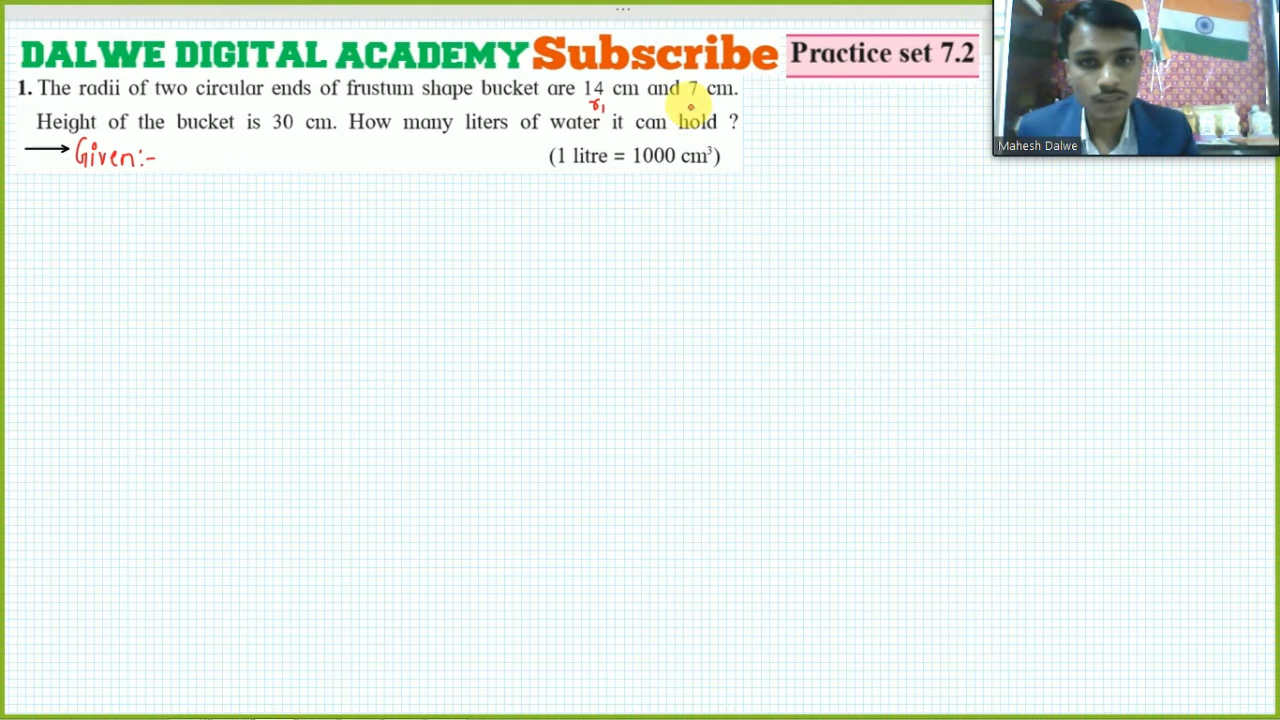 DALWE DIGITAL ACADEMY Subscribe Practice set 7.2
1. The radii of two circular ends of frustum shape bucket are 14 cm and 7 cm.
r₁
Height of the bucket is 30 cm. How many liters of water it can hold ?
Given:-
(1 litre = 1000 cm³)
Mahesh Dalwe